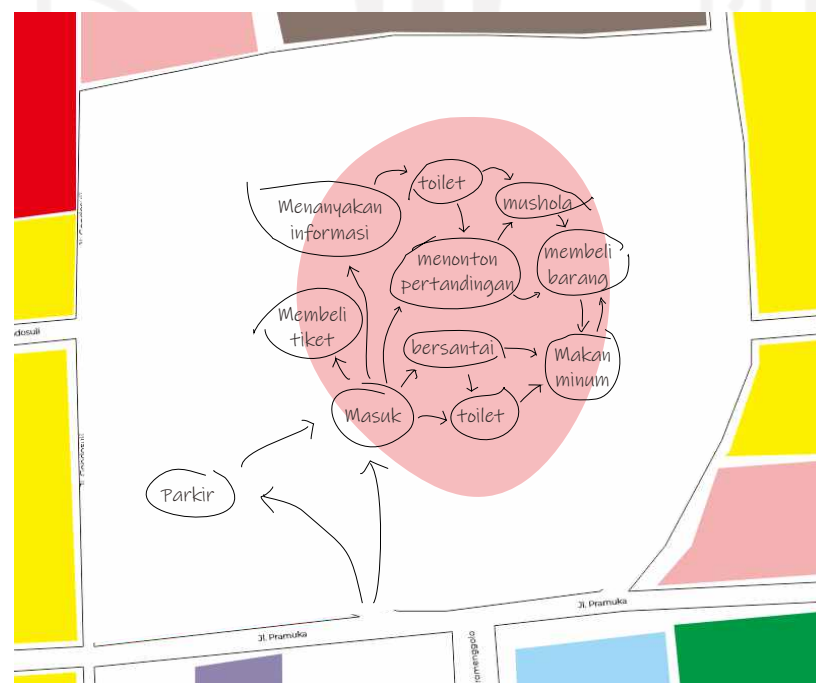 toilet
mushola
Menanyakan
informasi
menonton
pertandingan
membeli
barang
Membeli
tiket
bersantai
Makan
minum
Masuk
toilet
Parkir
Jl. Pramuka
Jl. Pramuka